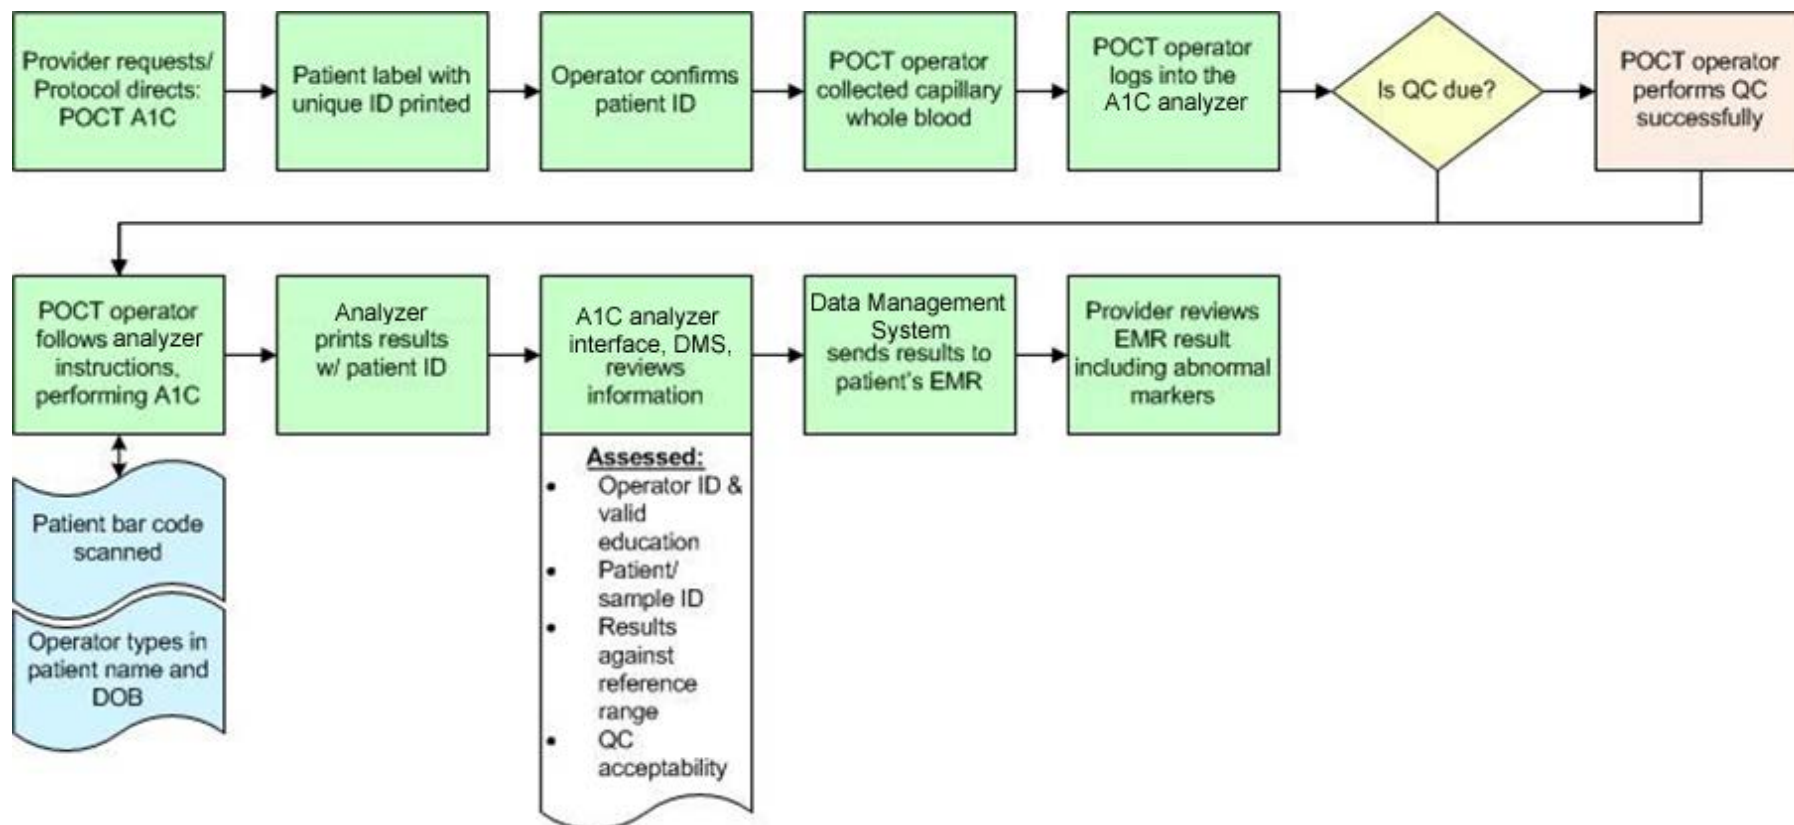 Provider requests/
Protocol directs:
POCT A1C
Patient label with
unique ID printed
Operator confirms
patient ID
POCT operator
collected capillary
whole blood
POCT operator
logs into the
A1C analyzer
Is QC due?
POCT operator
performs QC
successfully
POCT operator
follows analyzer
instructions,
performing A1C
Analyzer
prints results
w/ patient ID
A1C analyzer
interface, DMS,
reviews
information
Data Management
System
sends results to
patient's EMR
Provider reviews
EMR result
including abnormal
markers
Patient bar code
scanned
Operator types in
patient name and
DOB
Assessed:
• Operator ID &
valid
education
• Patient/
sample ID
• Results
against
reference
range
• QC
acceptability